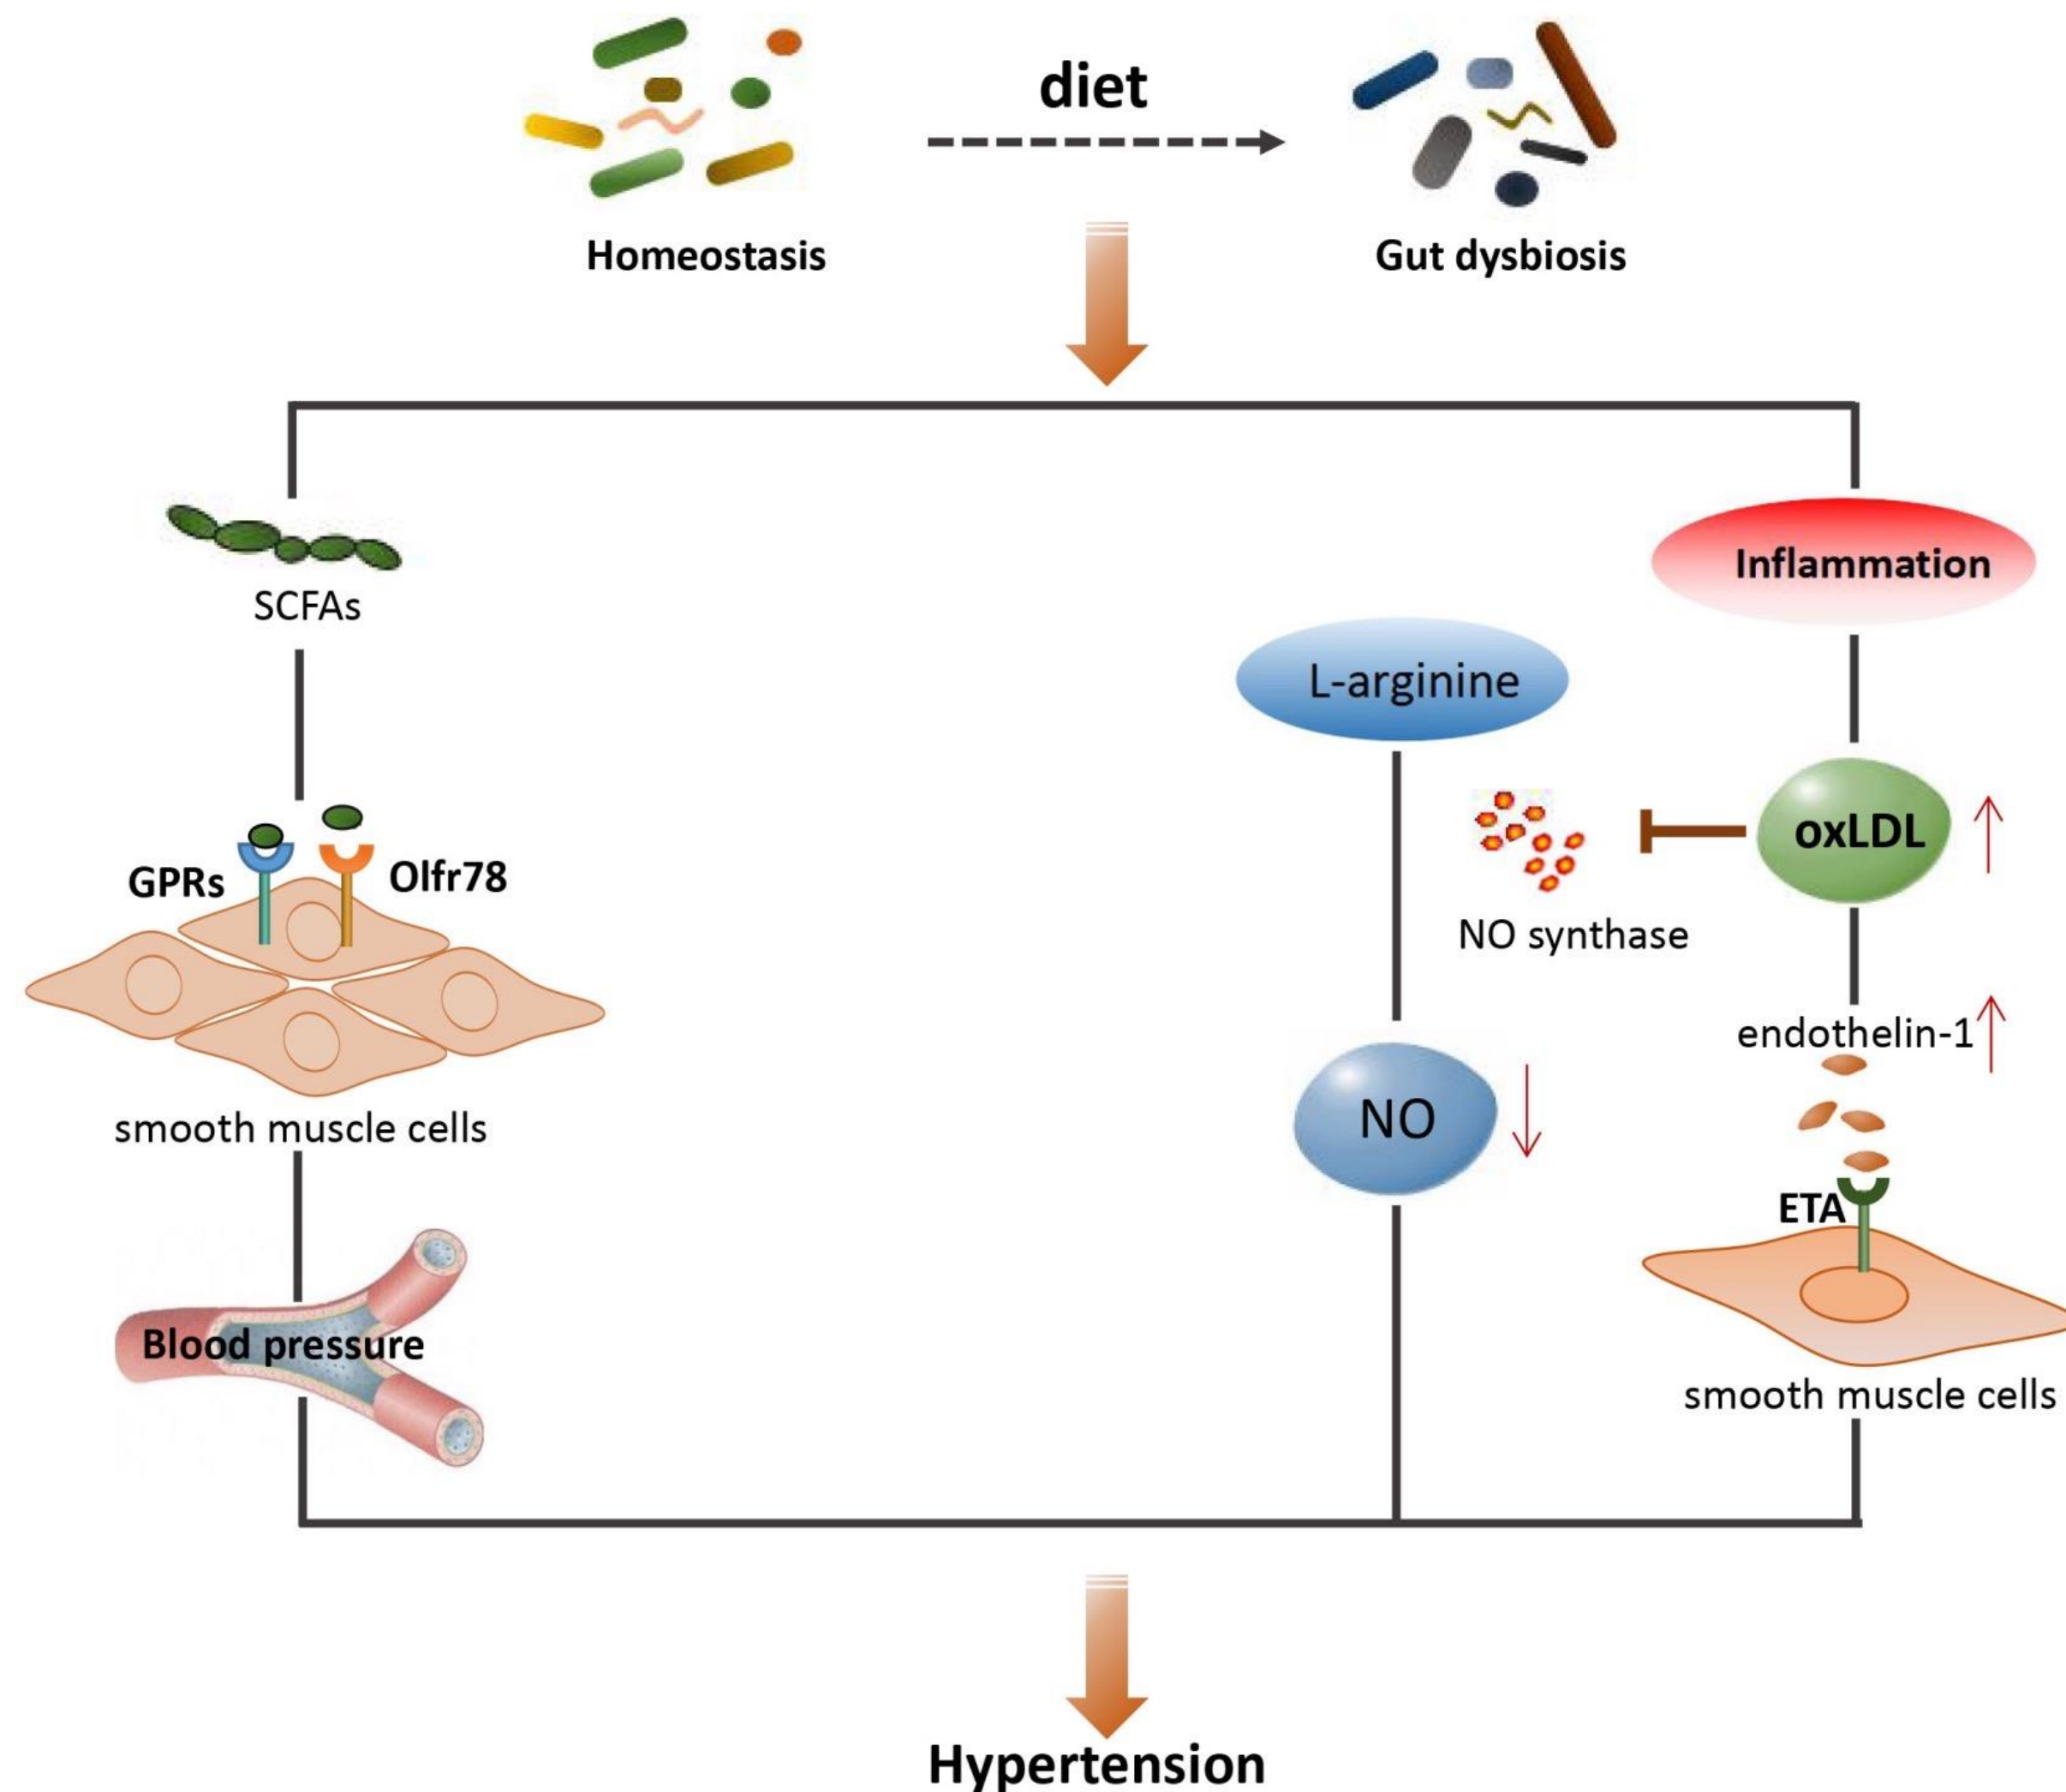 diet
Homeostasis
Gut dysbiosis
SCFAs
Inflammation
L-arginine
oxLDL
GPRs
Olfr78
NO synthase
endothelin-1
smooth muscle cells
NO
ETA
Blood pressure
smooth muscle cells
Hypertension